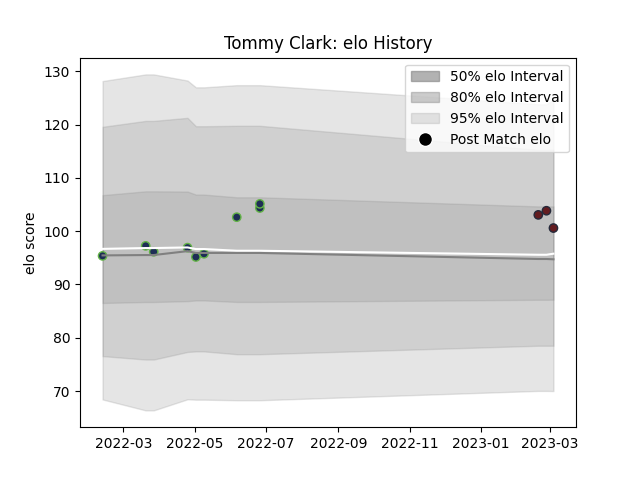 Tommy Clark: elo History
130
120
110
100
90
80
70
elo score
50% elo Interval
80% elo Interval
95% elo Interval
Post Match elo
2022-03
2022-05
2022-07
2022-09
2022-11
2023-01
2023-03